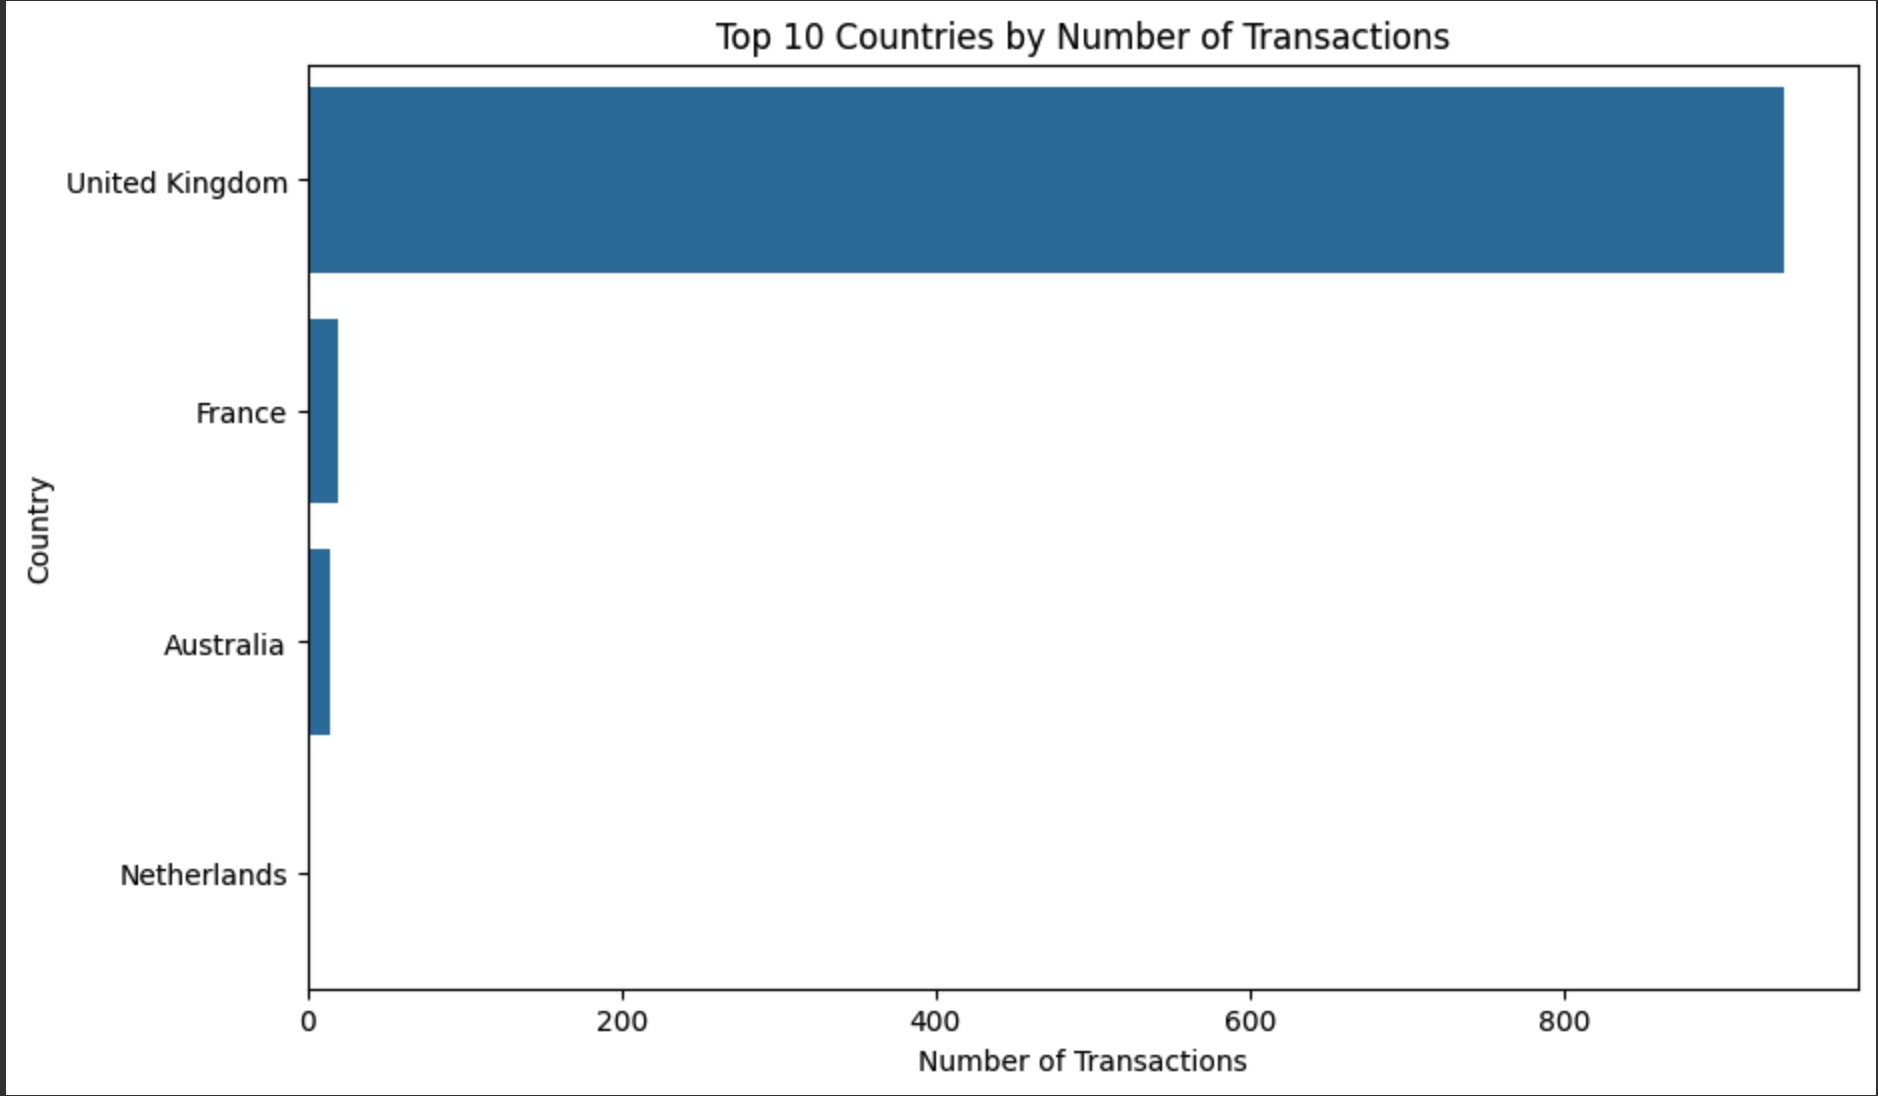 Top 10 Countries by Number of Transactions
United Kingdom
France
Australia
Netherlands
Country
0 200 400 600 800
Number of Transactions